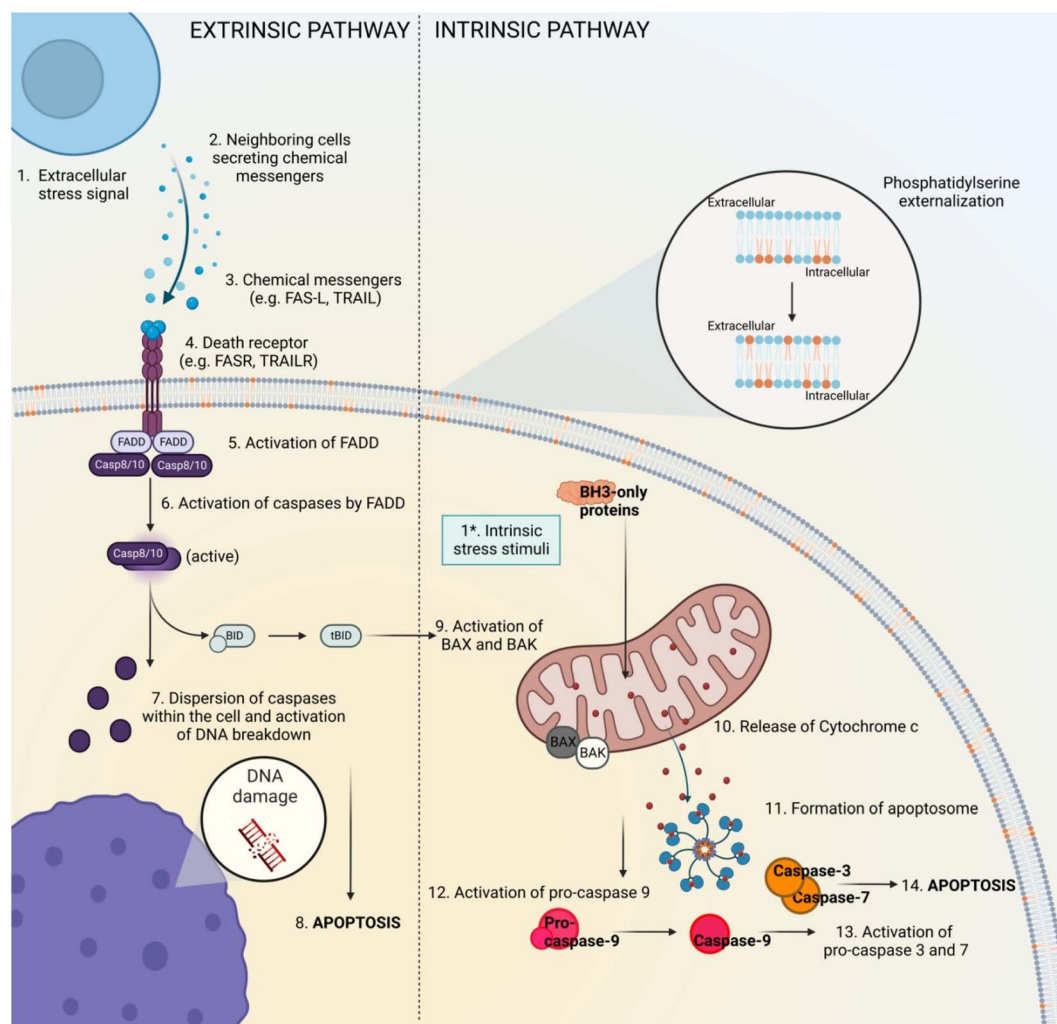 EXTRINSIC PATHWAY
INTRINSIC PATHWAY
1. Extracellular
stress signal
2. Neighboring cells
secreting chemical
messengers
3. Chemical messengers
(e.g. FAS-L, TRAIL)
4. Death receptor
(e.g. FASR, TRAILR)
FADD
FADD
Casp8/10
Casp8/10
5. Activation of FADD
6. Activation of caspases by FADD
Casp8/10
(active)
BID
tBID
7. Dispersion of caspases
within the cell and activation
of DNA breakdown
DNA
damage
8. APOPTOSIS
Phosphatidylserine
externalization
Extracellular
Intracellular
Extracellular
Intracellular
BH3-only
proteins
1*. Intrinsic
stress stimuli
9. Activation of
BAX and BAK
BAX
BAK
10. Release of Cytochrome c
11. Formation of apoptosome
12. Activation of pro-caspase 9
Pro-
caspase-9
Caspase-9
13. Activation of
pro-caspase 3 and 7
Caspase-3
Caspase-7
14. APOPTOSIS